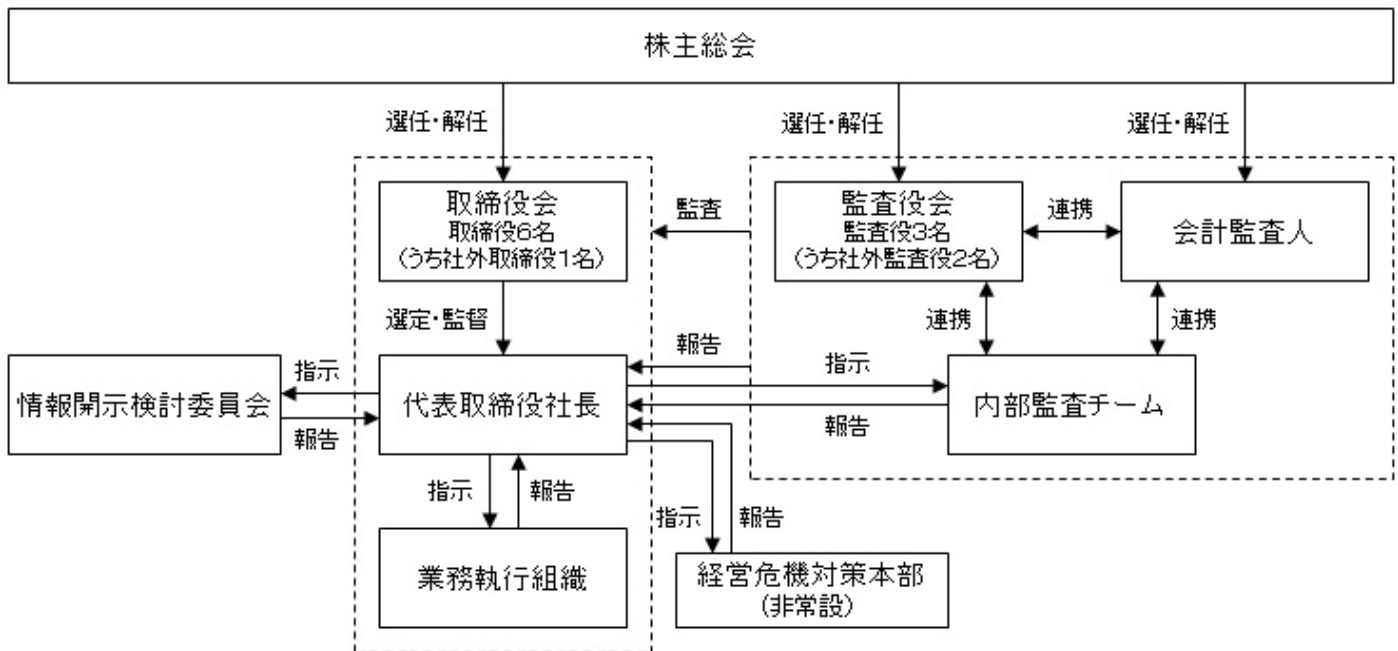 株主総会
選任・解任
選任・解任
選任・解任
取締役会
取締役6名
(うち社外取締役1名)
監査
監査役会
監査役3名
(うち社外監査役2名)
連携
会計監査人
選定・監督
連携
連携
報告
指示
指示
情報開示検討委員会
代表取締役社長
内部監査チーム
報告
報告
指示
報告
指示
報告
業務執行組織
経営危機対策本部
(非常設)